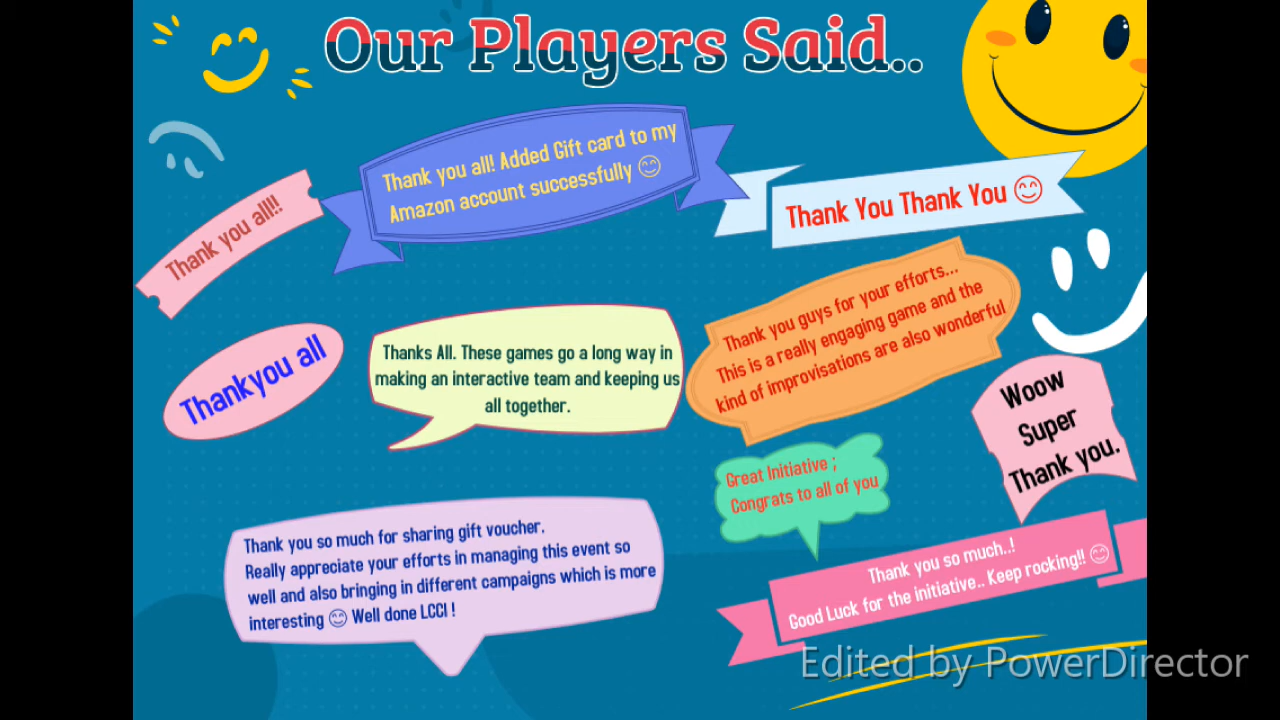 Our Players Said..
Thank you all! Added Gift card to my
Amazon account successfully 😊
Thank you all!!
Thank You Thank You 😊
Thank you guys for your efforts...
This is a really engaging game and the
kind of improvisations are also wonderful
Thankyou all
Thanks All. These games go a long way in
making an interactive team and keeping us
all together.
Woow
Super
Thank you.
Great Initiative ;
Congrats to all of you
Thank you so much for sharing gift voucher.
Really appreciate your efforts in managing this event so
well and also bringing in different campaigns which is more
interesting 😊 Well done LCCI !
Thank you so much..!
Good Luck for the initiative.. Keep rocking!! 😊
Edited by PowerDirector